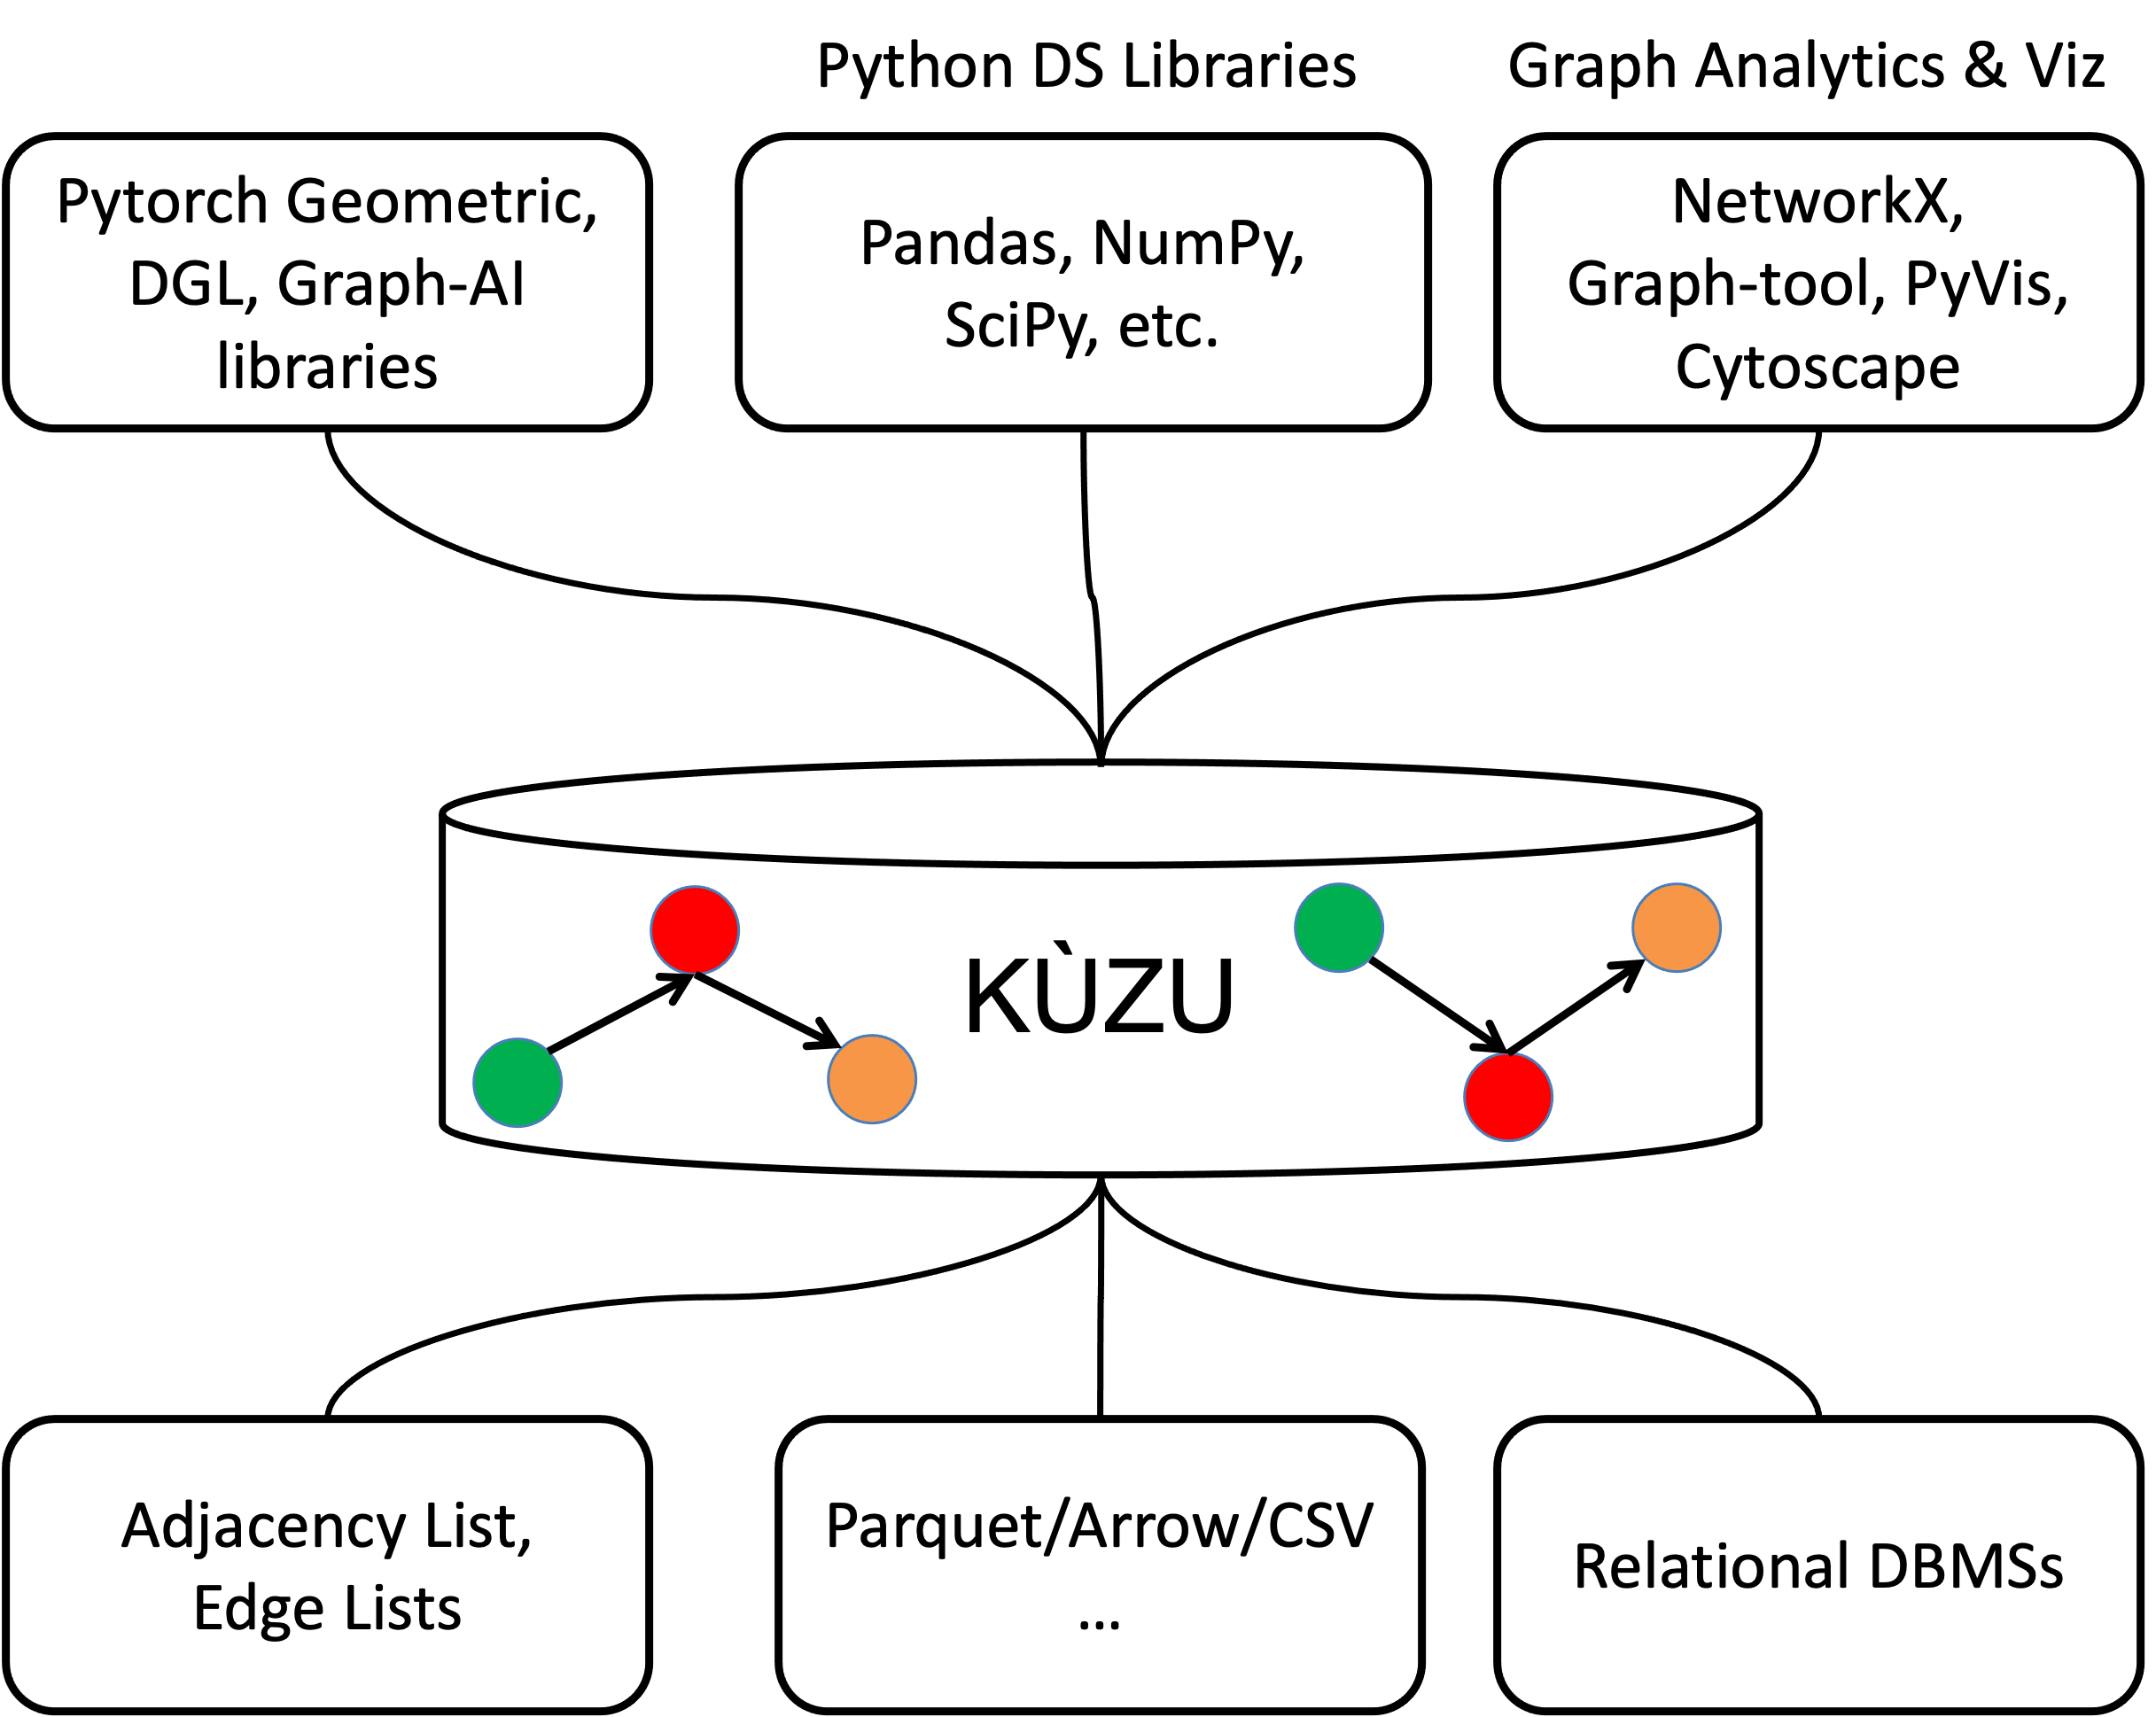 Python DS Libraries
Graph Analytics & Viz
Pytorch Geometric,
DGL, Graph-AI
libraries
Pandas, NumPy,
SciPy, etc.
NetworkX,
Graph-tool, PyVis,
Cytoscape
KÙZU
Adjacency List,
Edge Lists
Parquet/Arrow/CSV
...
Relational DBMSs